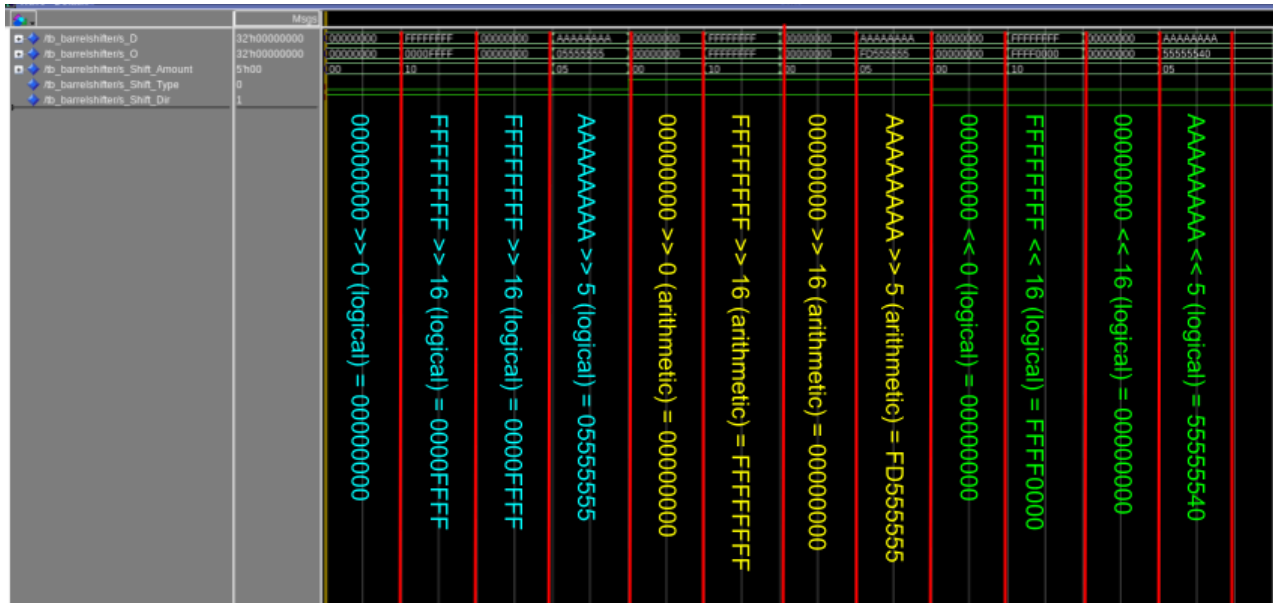 Msgs
/tb_barrelshifter/s_D 32'h00000000 00000000 FFFFFFFF 00000000 AAAAAAAA 00000000 FFFFFFFF 00000000 AAAAAAAA 00000000 FFFFFFFF 00000000 AAAAAAAA
/tb_barrelshifter/s_O 32'h00000000 00000000 0000FFFF 00000000 05555555 00000000 FFFFFFFF 00000000 FD555555 00000000 FFFF0000 00000000 55555540
/tb_barrelshifter/s_Shift_Amount 5'h00 00 10 05 00 10 00 05 00 10 05
/tb_barrelshifter/s_Shift_Type 0
/tb_barrelshifter/s_Shift_Dir 1
00000000 >> 0 (logical) = 00000000
FFFFFFFF >> 16 (logical) = 0000FFFF
FFFFFFFF >> 16 (logical) = 0000FFFF
AAAAAAAA >> 5 (logical) = 05555555
00000000 >> 0 (arithmetic) = 00000000
FFFFFFFF >> 16 (arithmetic) = FFFFFFFF
00000000 >> 16 (arithmetic) = 00000000
AAAAAAAA >> 5 (arithmetic) = FD555555
00000000 << 0 (logical) = 00000000
FFFFFFFF << 16 (logical) = FFFF0000
00000000 << 16 (logical) = 00000000
AAAAAAAA << 5 (logical) = 55555540